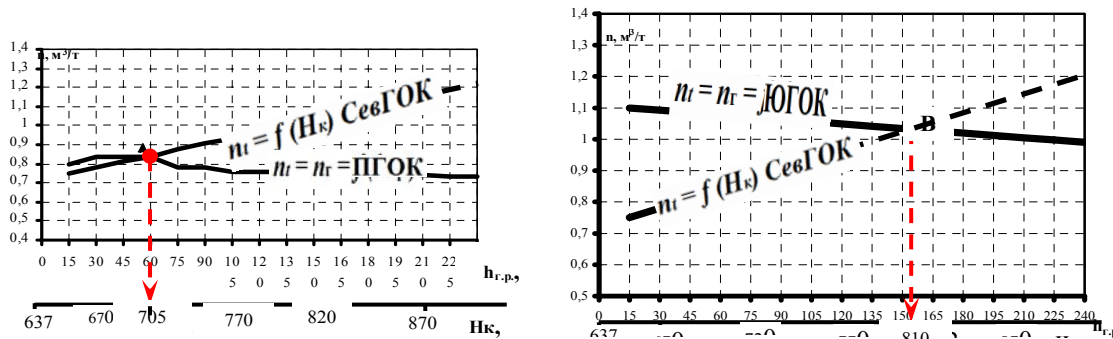 n, м³/т
1,4
1,3
1,2
1,1
1
0,9
0,8
0,7
0,6
0,5
0,4
nt = f (Hк) СевГОК
nt = nг =
ПГОК
А
0 15 30 45 60 75 90 10 12 13 15 16 18 19 21 22
5 0 5 0 5 0 5 0 5
hг.р.,
637 670 705 770 820 870
Нк,
n, м³/т
1,4
1,3
1,2
1,1
1
0,9
0,8
0,7
0,6
0,5
nt = nг = ЮГОК
В
nt = f (Hк) СевГОК
0 15 30 45 60 75 90 105 120 135 150 165 180 195 210 225 240
637 810